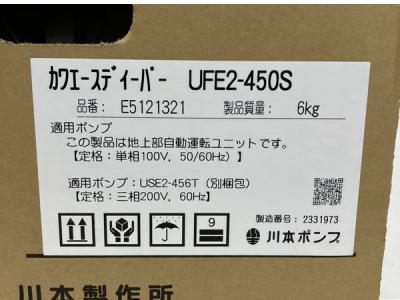 カワエースディーパー UFE2-450S
品番： E5121321 製品質量： 6kg
適用ポンプ
この製品は地上部自動運転ユニットです。
【定格：単相100V, 50/60Hz】
適用ポンプ：USE2-456T（別梱包）
【定格：三相200V, 60Hz】
9
製造番号： 2331973
川本ポンプ
川本製作所